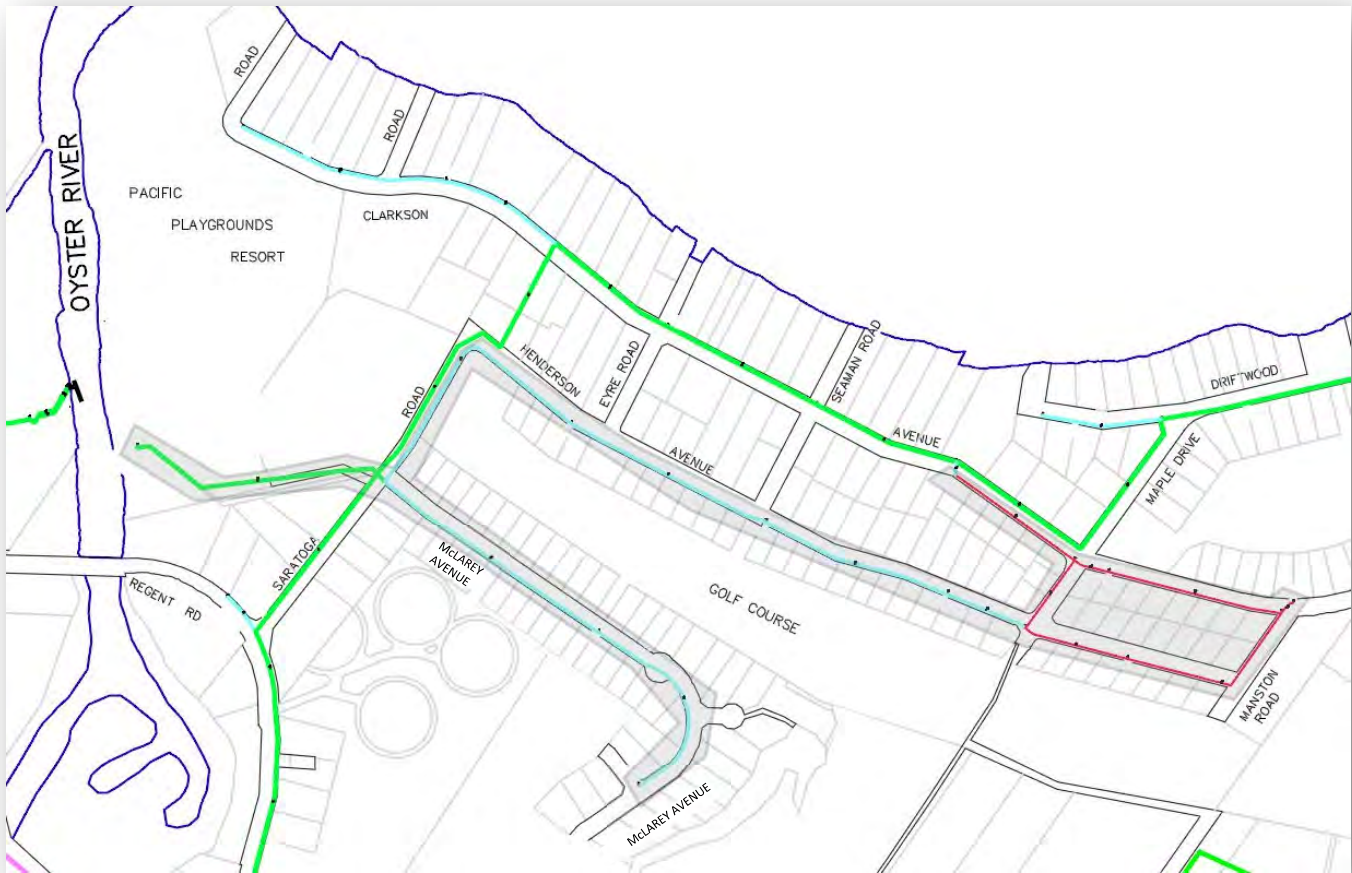 ROAD
ROAD
OYSTER RIVER
PACIFIC
PLAYGROUNDS
RESORT
CLARKSON
HENDERSON
EYRE ROAD
SEAMAN ROAD
DRIFTWOOD
ROAD
AVENUE
AVENUE
MAPLE DRIVE
SARATOGA
McLAREY
AVENUE
REGENT RD
GOLF COURSE
MANSTON
ROAD
McLAREY AVENUE